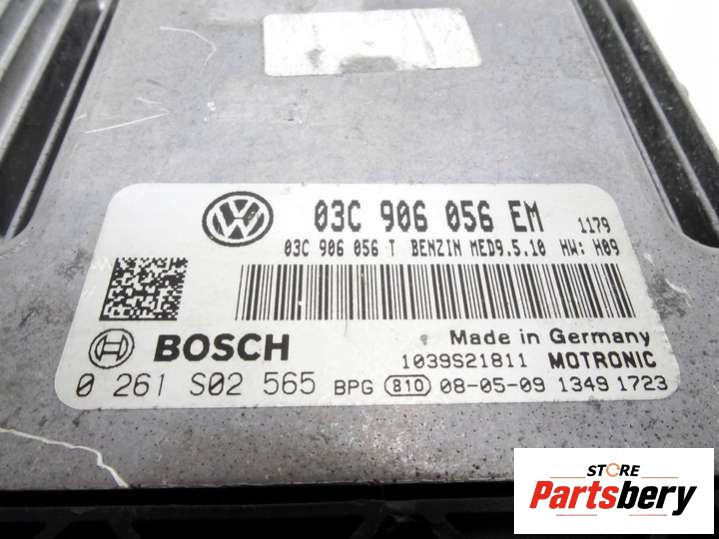 03C 906 056 EM 1179
03C 906 056 T BENZIN MED9.5.10 HW: H09
BOSCH
Made in Germany
1039S21811 MOTRONIC
0 261 S02 565 BPG 810 08-05-09 1349 1723
STORE
Partsbery